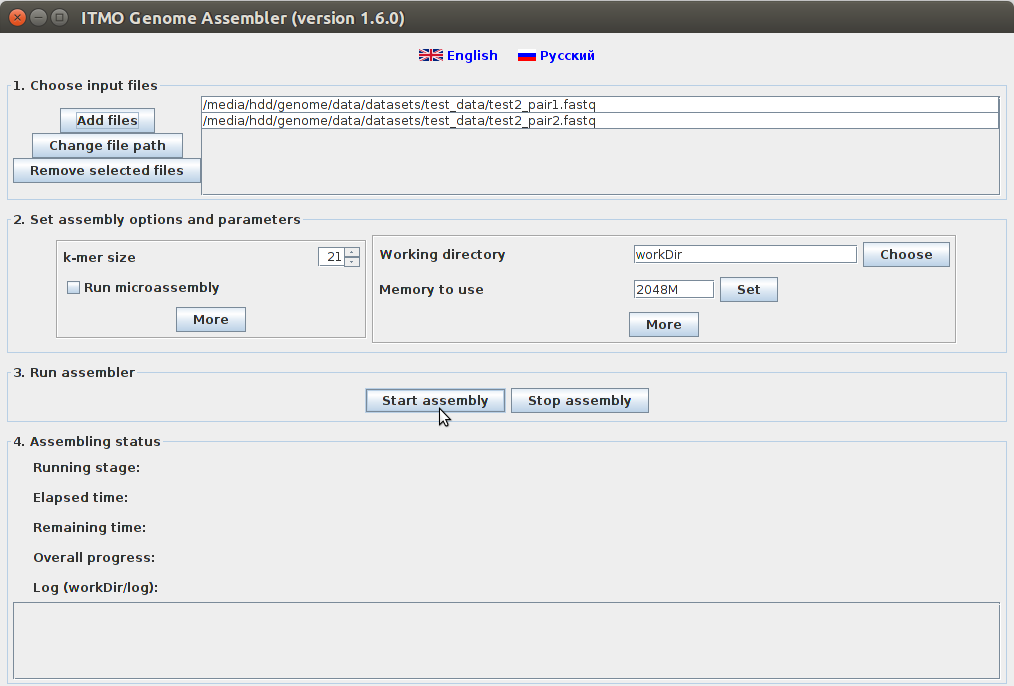 ITMO Genome Assembler (version 1.6.0)
English Русский
1. Choose input files
Add files
Change file path
Remove selected files
/media/hdd/genome/data/datasets/test_data/test2_pair1.fastq
/media/hdd/genome/data/datasets/test_data/test2_pair2.fastq
2. Set assembly options and parameters
k-mer size 21
Run microassembly
More
Working directory workDir Choose
Memory to use 2048M Set
More
3. Run assembler
Start assembly Stop assembly
4. Assembling status
Running stage:
Elapsed time:
Remaining time:
Overall progress:
Log (workDir/log):